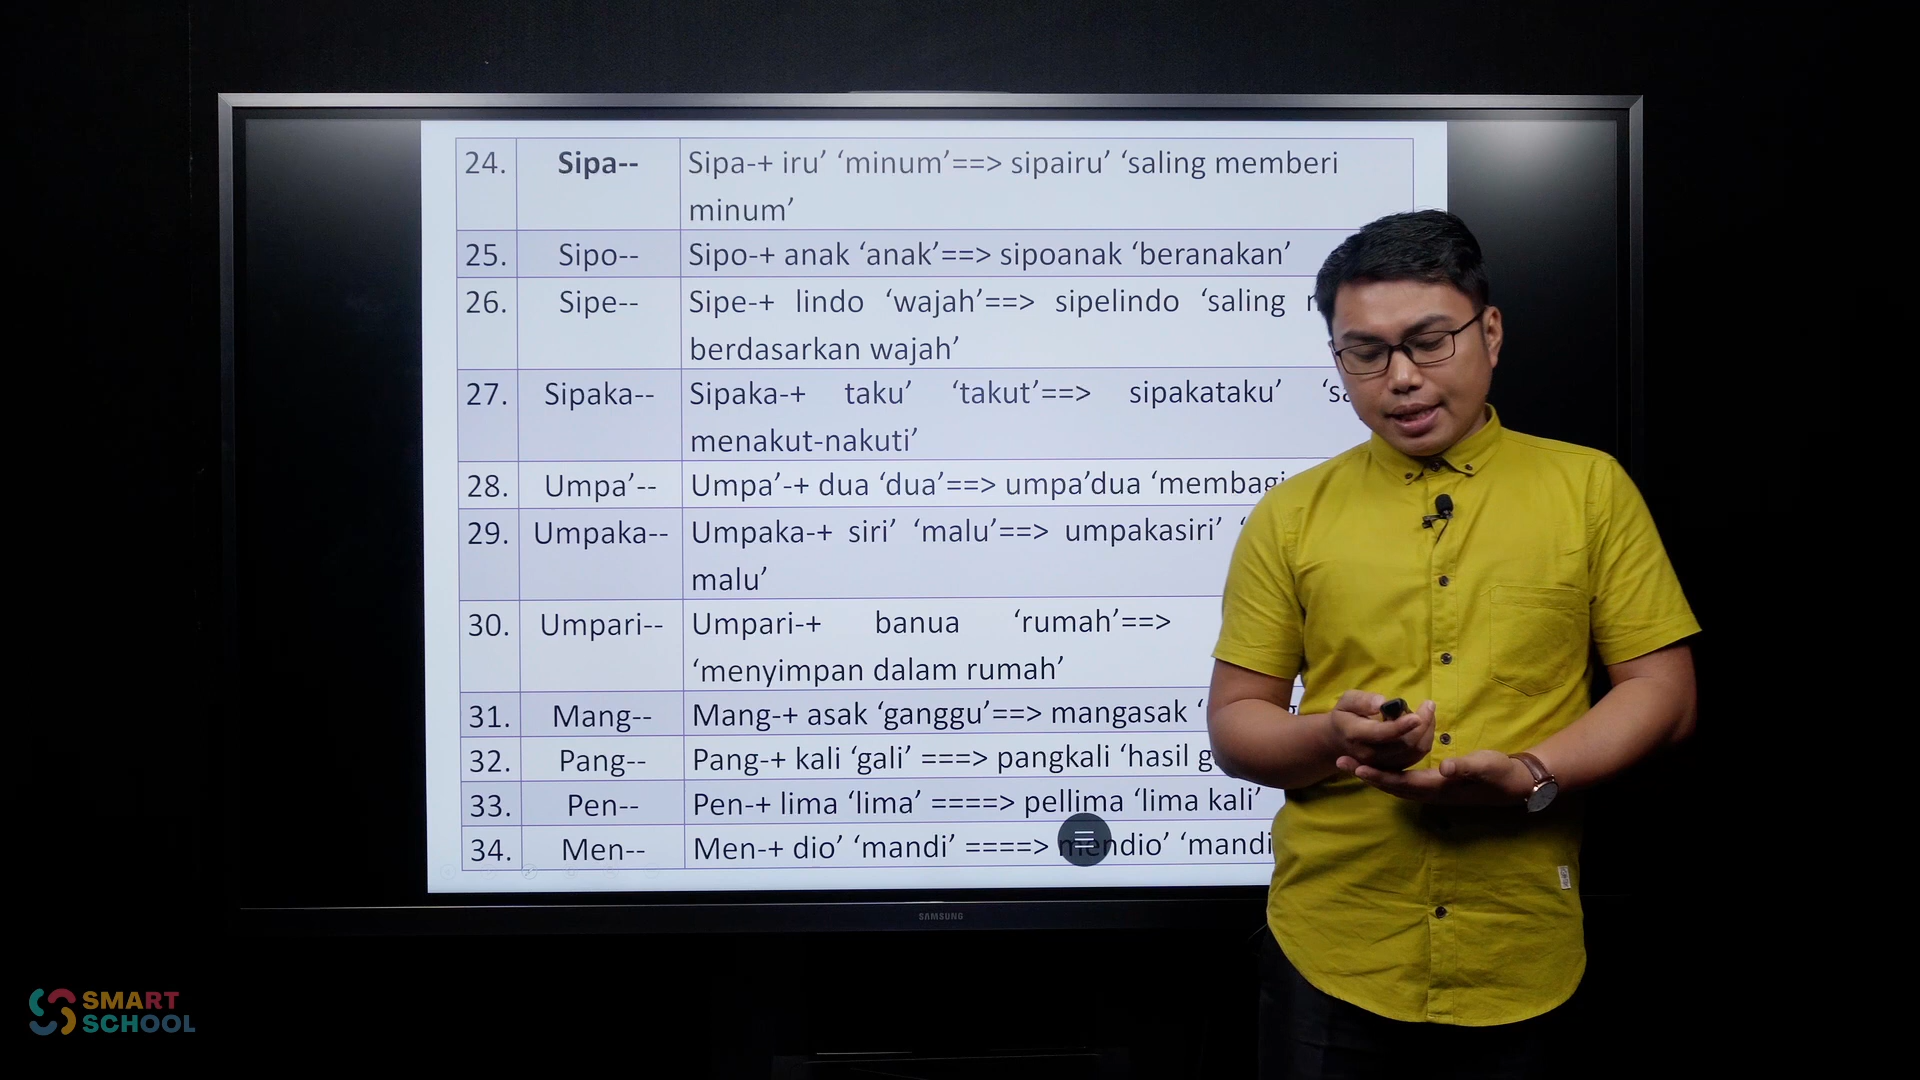 24. Sipa-- Sipa-+ iru’ ‘minum’==> sipairu’ ‘saling memberi
minum’
25. Sipo-- Sipo-+ anak ‘anak’==> sipoanak ‘beranakan’
26. Sipe-- Sipe-+ lindo ‘wajah’==> sipelindo ‘saling
berdasarkan wajah’
27. Sipaka-- Sipaka-+ taku’ ‘takut’==> sipakataku’
menakut-nakuti’
28. Umpa’-- Umpa’-+ dua ‘dua’==> umpa’dua ‘membagi
29. Umpaka-- Umpaka-+ siri’ ‘malu’==> umpakasiri’
malu’
30. Umpari-- Umpari-+ banua ‘rumah’==>
‘menyimpan dalam rumah’
31. Mang-- Mang-+ asak ‘ganggu’==> mangasak
32. Pang-- Pang-+ kali ‘gali’ ===> pangkali ‘hasil
33. Pen-- Pen-+ lima ‘lima’ ====> pellima ‘lima kali’
34. Men-- Men-+ dio’ ‘mandi’ ====> mendio’ ‘mandi
SAMSUNG
SMART
SCHOOL